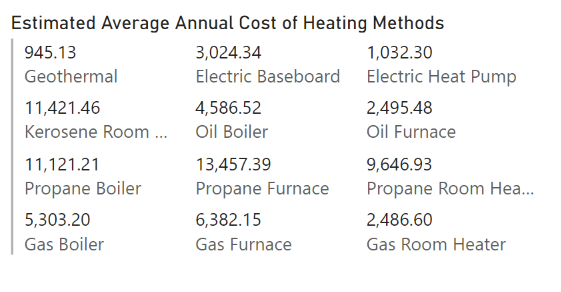 Estimated Average Annual Cost of Heating Methods
945.13 3,024.34 1,032.30
Geothermal Electric Baseboard Electric Heat Pump
11,421.46 4,586.52 2,495.48
Kerosene Room ... Oil Boiler Oil Furnace
11,121.21 13,457.39 9,646.93
Propane Boiler Propane Furnace Propane Room Hea...
5,303.20 6,382.15 2,486.60
Gas Boiler Gas Furnace Gas Room Heater